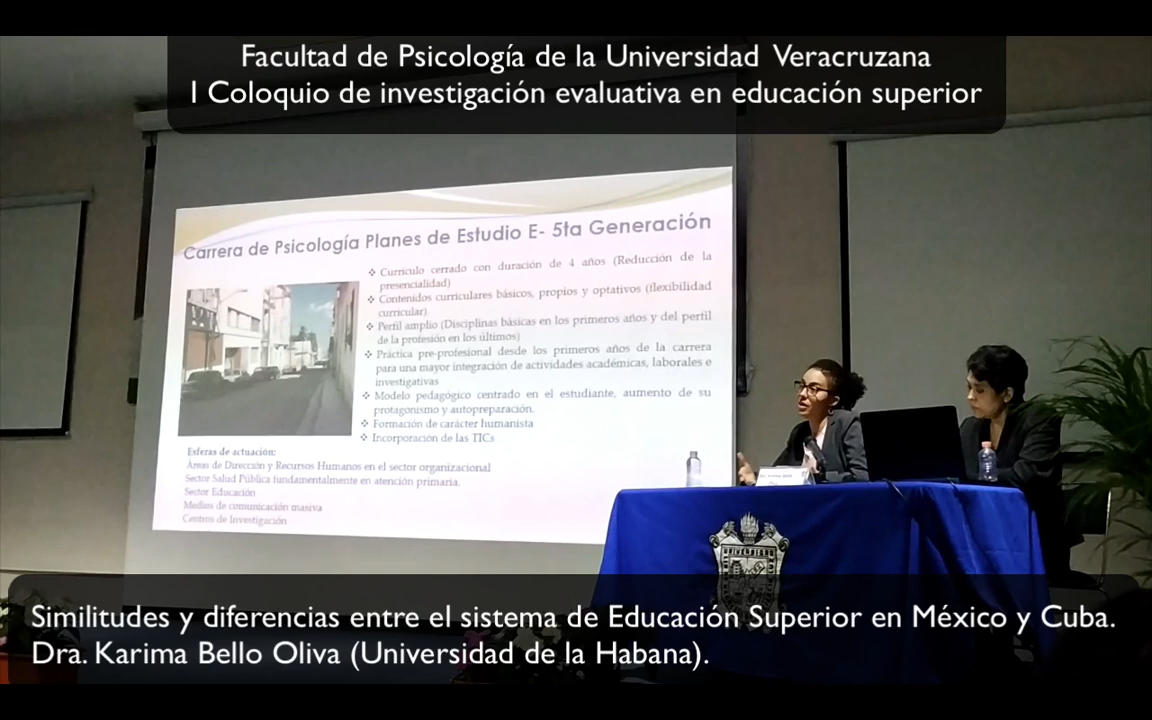 Facultad de Psicología de la Universidad Veracruzana
I Coloquio de investigación evaluativa en educación superior
Carrera de Psicología Planes de Estudio E- 5ta Generación
❖ Currículo cerrado con duración de 4 años (Reducción de la
presencialidad)
❖ Contenidos curriculares básicos, propios y optativos (flexibilidad
curricular)
❖ Perfil amplio (Disciplinas básicas en los primeros años y del perfil
de la profesión en los últimos)
❖ Práctica pre-profesional desde los primeros años de la carrera
para una mayor integración de actividades académicas, laborales e
investigativas
❖ Modelo pedagógico centrado en el estudiante, aumento de su
protagonismo y autopreparación.
❖ Formación de carácter humanista
❖ Incorporación de las TICs
Esferas de actuación:
Áreas de Dirección y Recursos Humanos en el sector organizacional
Sector Salud Pública fundamentalmente en atención primaria.
Sector Educación
Medios de comunicación masiva
Centros de Investigación
UNIVERSIDAD
Similitudes y diferencias entre el sistema de Educación Superior en México y Cuba.
Dra. Karima Bello Oliva (Universidad de la Habana).